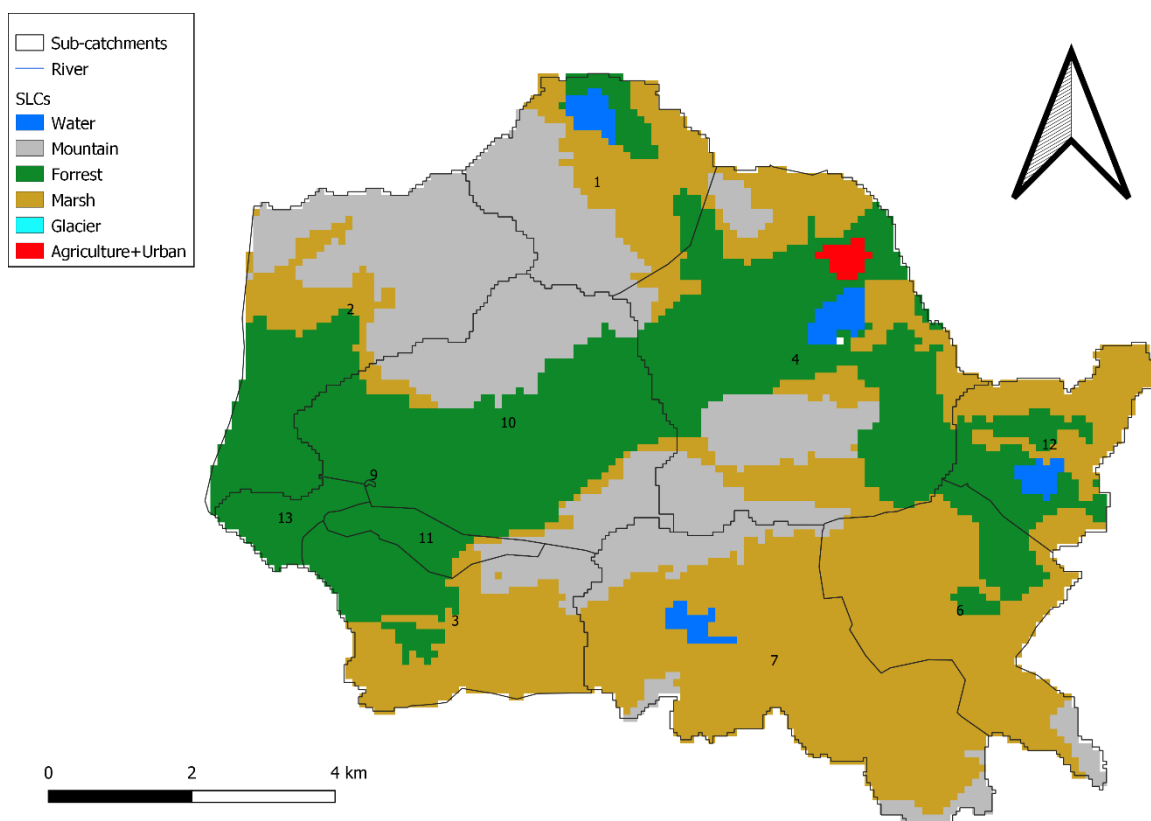 Sub-catchments
River
SLCs
Water
Mountain
Forrest
Marsh
Glacier
Agriculture+Urban
1
2
4
10
12
9
13
11
6
3
7
0 2 4 km